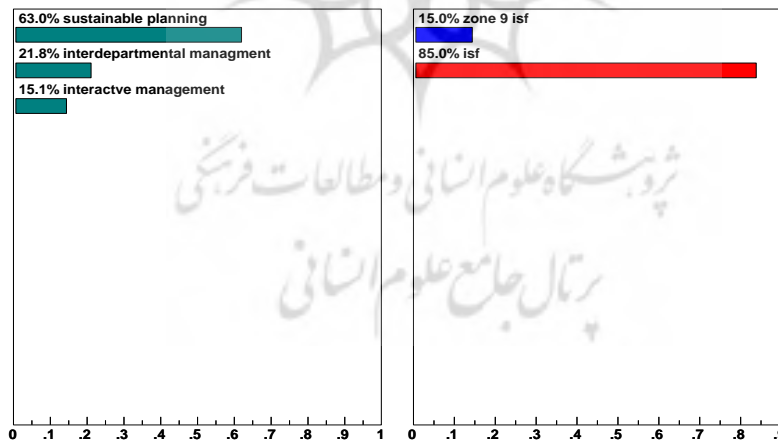 63.0% sustainable planning
21.8% interdepartmental managment
15.1% interactve management
0 .1 .2 .3 .4 .5 .6 .7 .8 .9 1
15.0% zone 9 isf
85.0% isf
0 .1 .2 .3 .4 .5 .6 .7 .8
پژوهشگاه علوم انسانی و مطالعات فرهنگی
پرتال جامع علوم انسانی